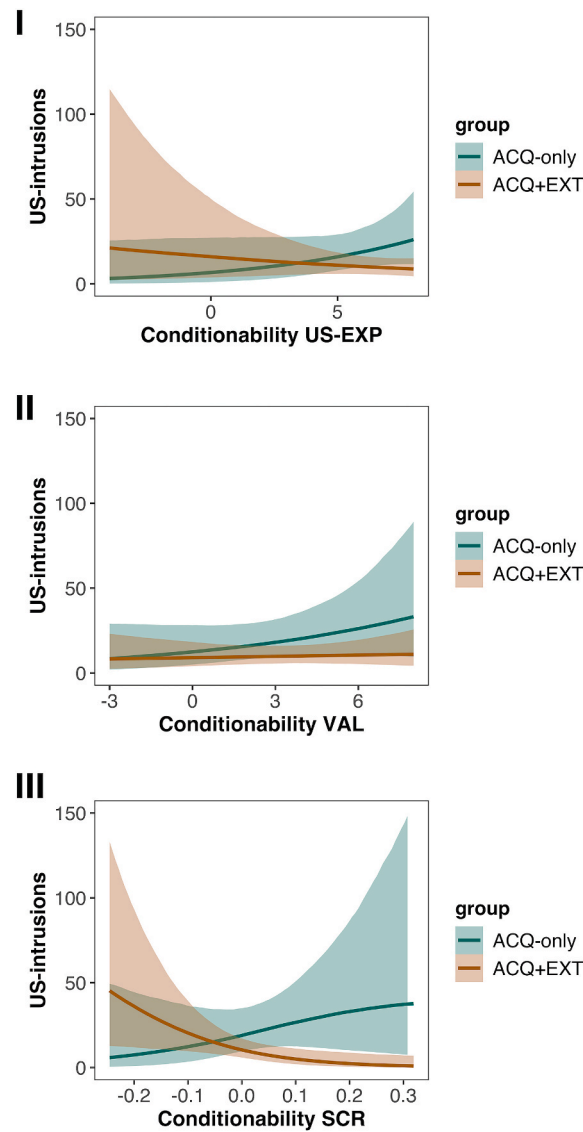 I
150
100
50
0
US-intrusions
0 5
Conditionability US-EXP
group
ACQ-only
ACQ+EXT
II
150
100
50
0
US-intrusions
-3 0 3 6
Conditionability VAL
group
ACQ-only
ACQ+EXT
III
150
100
50
0
US-intrusions
-0.2 -0.1 0.0 0.1 0.2 0.3
Conditionability SCR
group
ACQ-only
ACQ+EXT